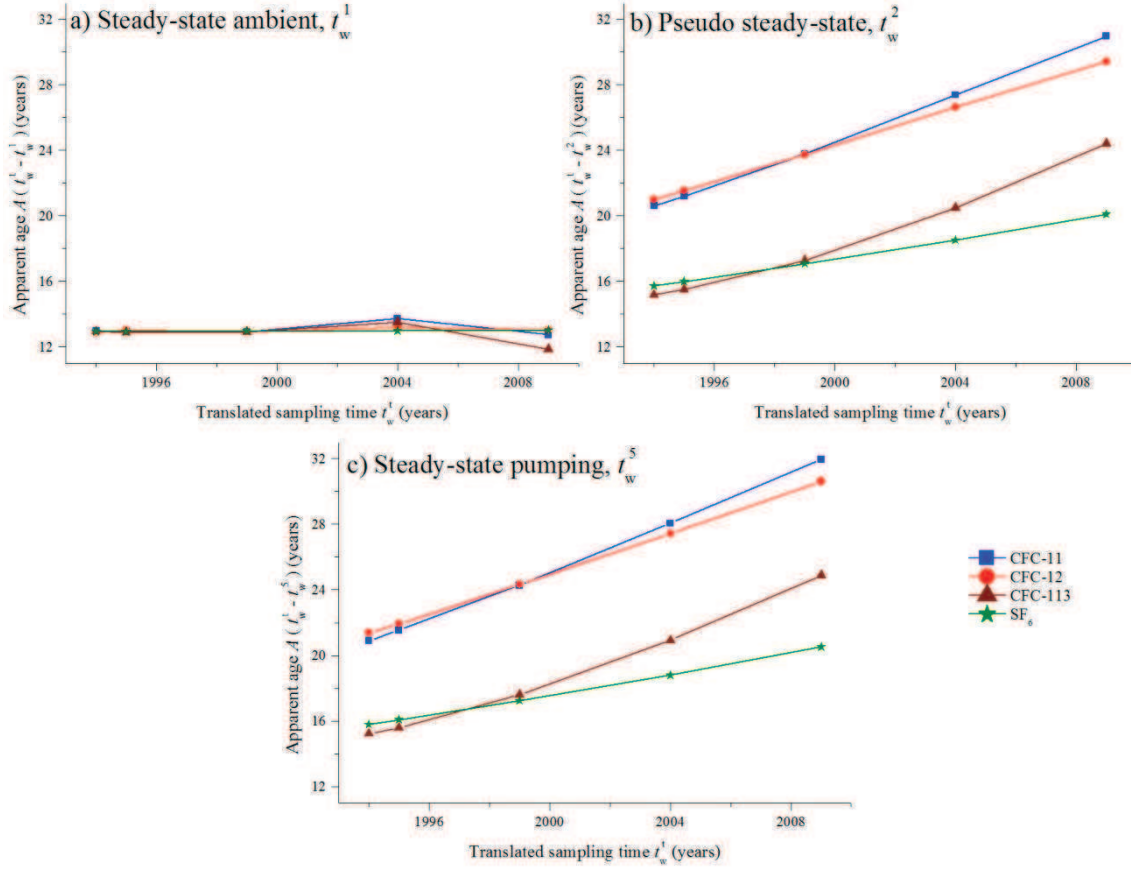 a) Steady-state ambient, t_w^1
32
28
24
20
16
12
Apparent age A ( t_w^t - t_w^1 ) (years)
1996 2000 2004 2008
Translated sampling time t_w^t (years)
b) Pseudo steady-state, t_w^2
32
28
24
20
16
12
Apparent age A ( t_w^t - t_w^2 ) (years)
1996 2000 2004 2008
Translated sampling time t_w^t (years)
c) Steady-state pumping, t_w^5
32
28
24
20
16
12
Apparent age A ( t_w^t - t_w^5 ) (years)
1996 2000 2004 2008
Translated sampling time t_w^t (years)
CFC-11
CFC-12
CFC-113
SF_6